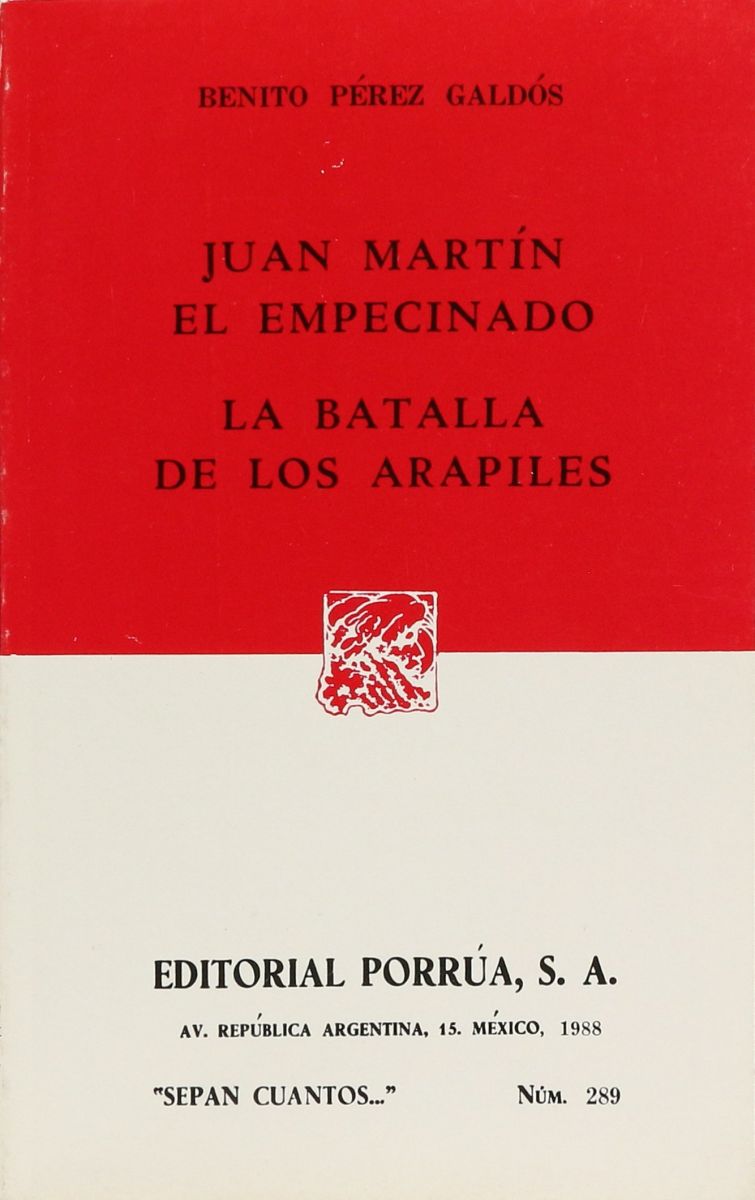 BENITO PÉREZ GALDÓS
JUAN MARTÍN
EL EMPECINADO
LA BATALLA
DE LOS ARAPILES
EDITORIAL PORRÚA, S. A.
AV. REPÚBLICA ARGENTINA, 15. MÉXICO, 1988
"SEPAN CUANTOS..." NÚM. 289